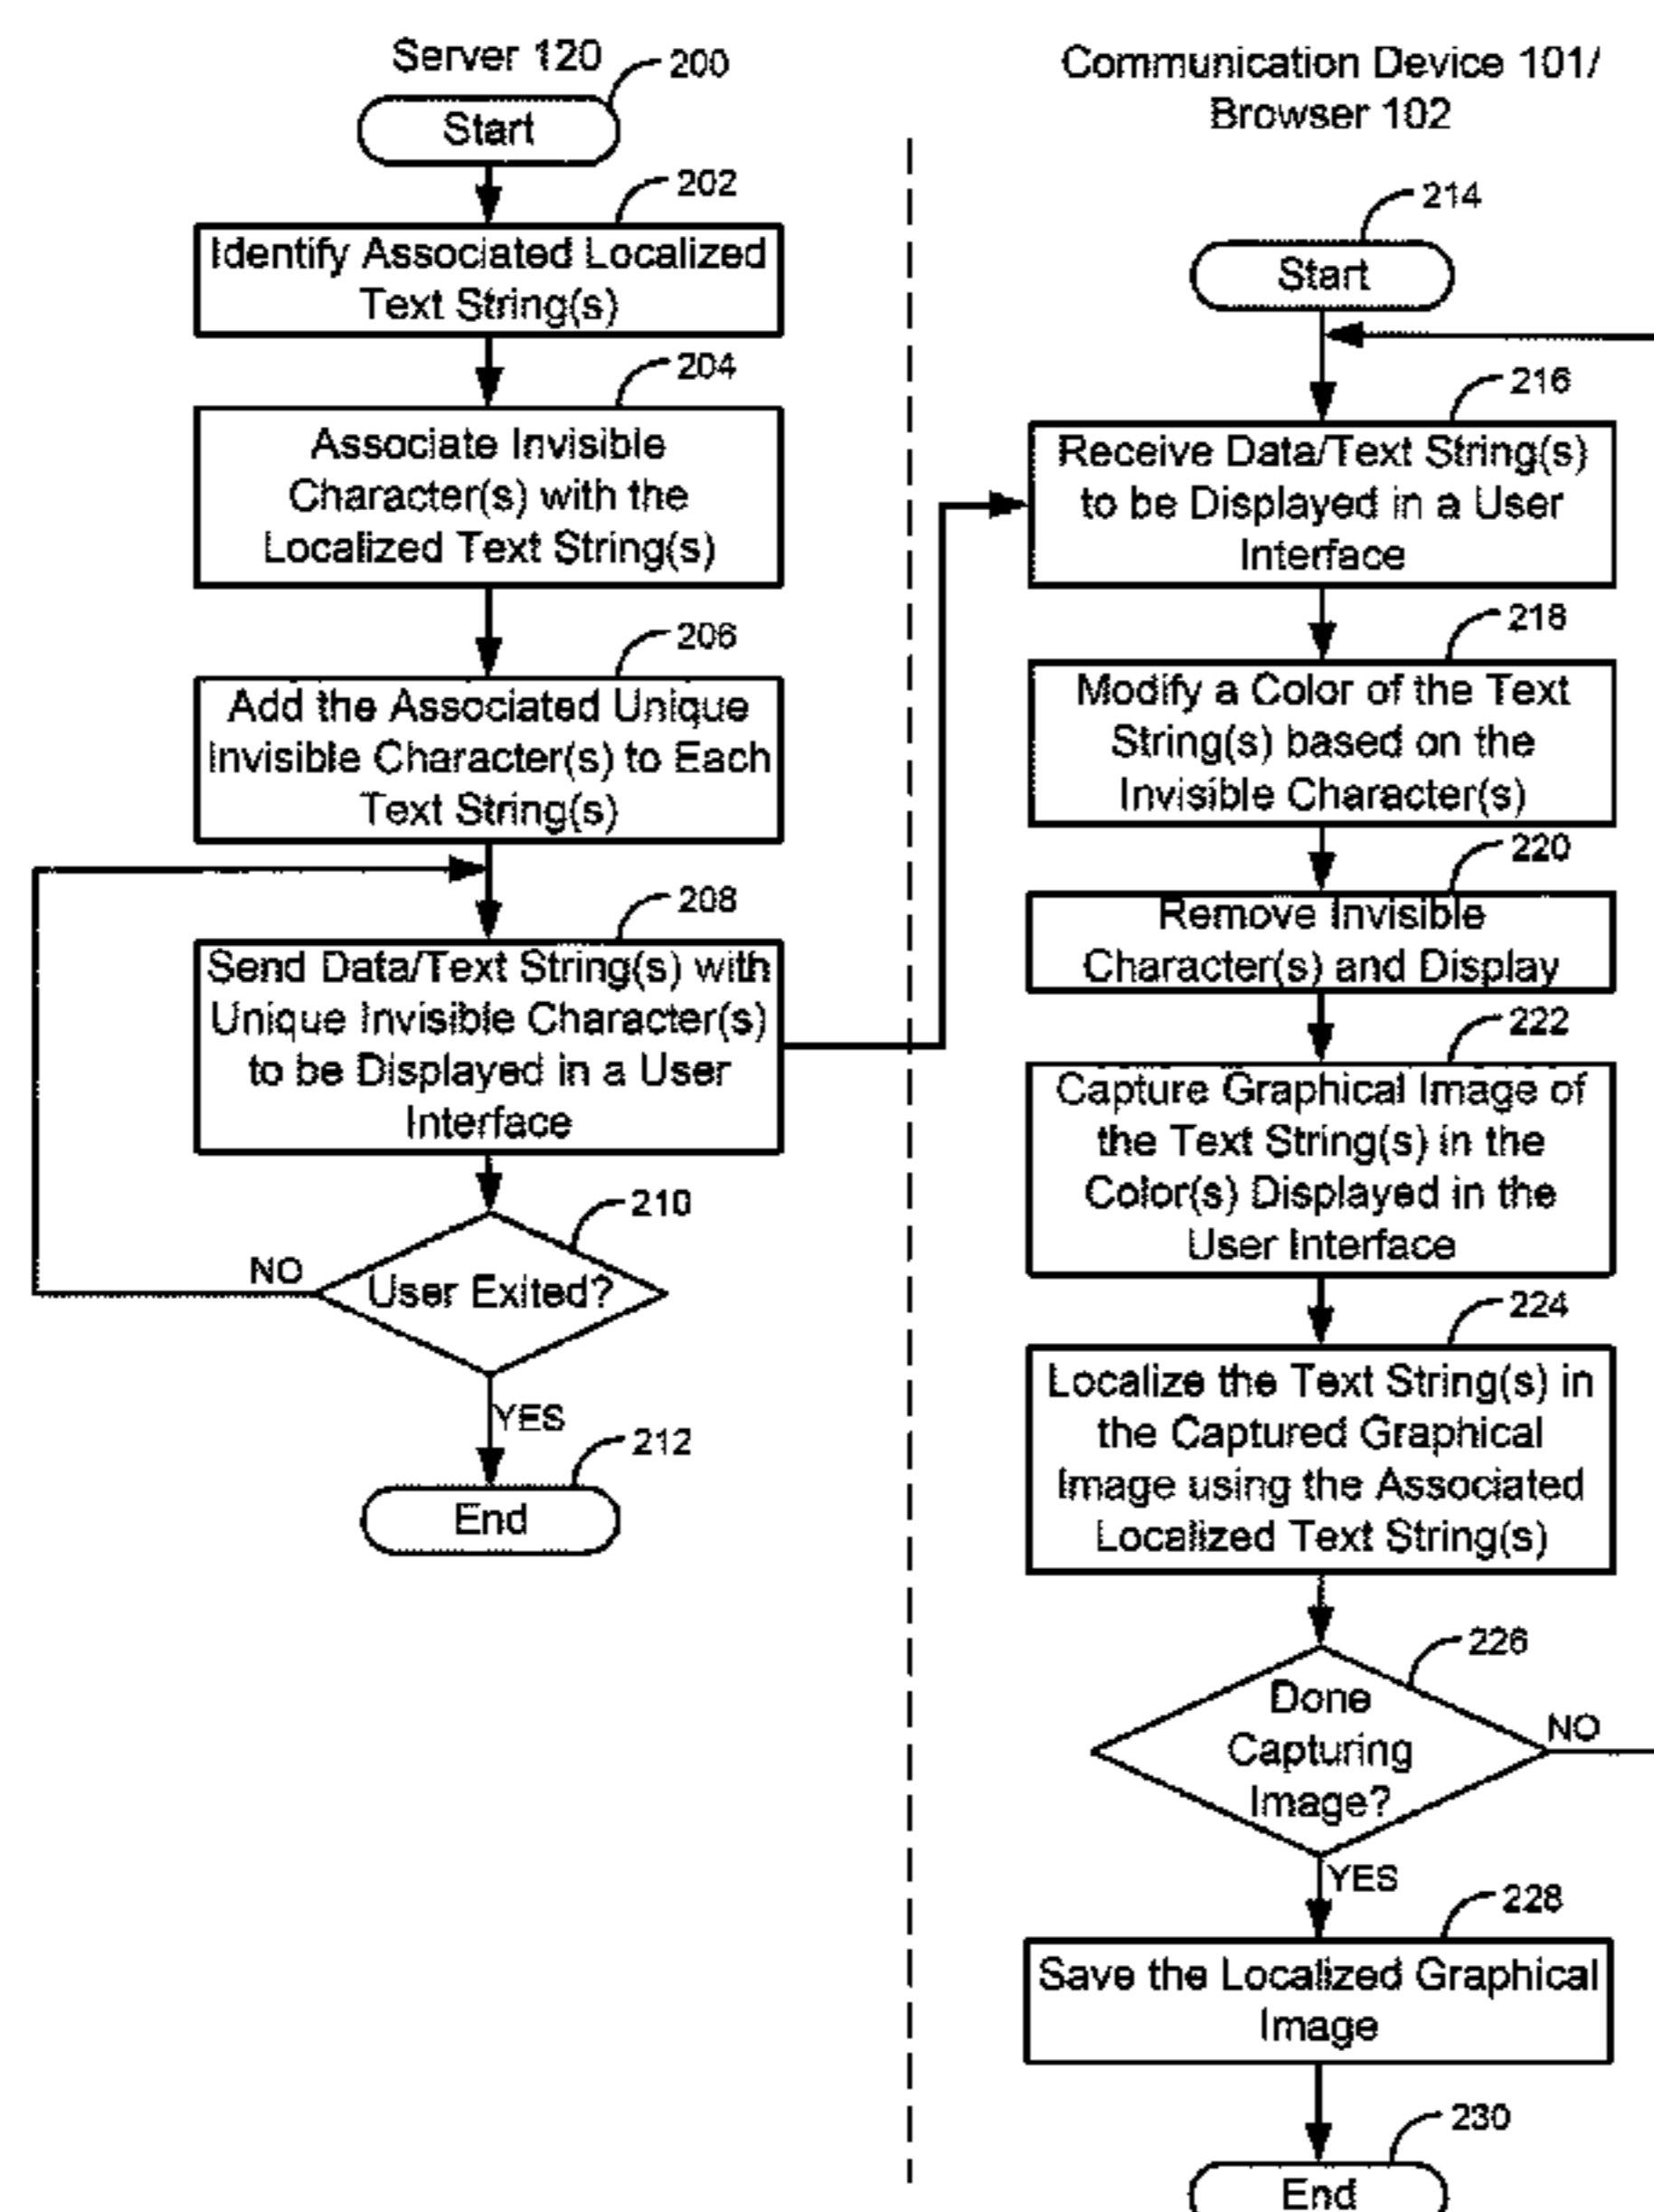 Server 120
200
Start
202
Identify Associated Localized
Text String(s)
204
Associate Invisible
Character(s) with the
Localized Text String(s)
206
Add the Associated Unique
Invisible Character(s) to Each
Text String(s)
208
Send Data/Text String(s) with
Unique Invisible Character(s)
to be Displayed in a User
Interface
210
NO
User Exited?
YES
212
End
Communication Device 101/
Browser 102
214
Start
216
Receive Data/Text String(s)
to be Displayed in a User
Interface
218
Modify a Color of the Text
String(s) based on the
Invisible Character(s)
220
Remove Invisible
Character(s) and Display
222
Capture Graphical Image of
the Text String(s) in the
Color(s) Displayed in the
User Interface
224
Localize the Text String(s) in
the Captured Graphical
Image using the Associated
Localized Text String(s)
226
Done
Capturing
Image?
NO
YES
228
Save the Localized Graphical
Image
230
End